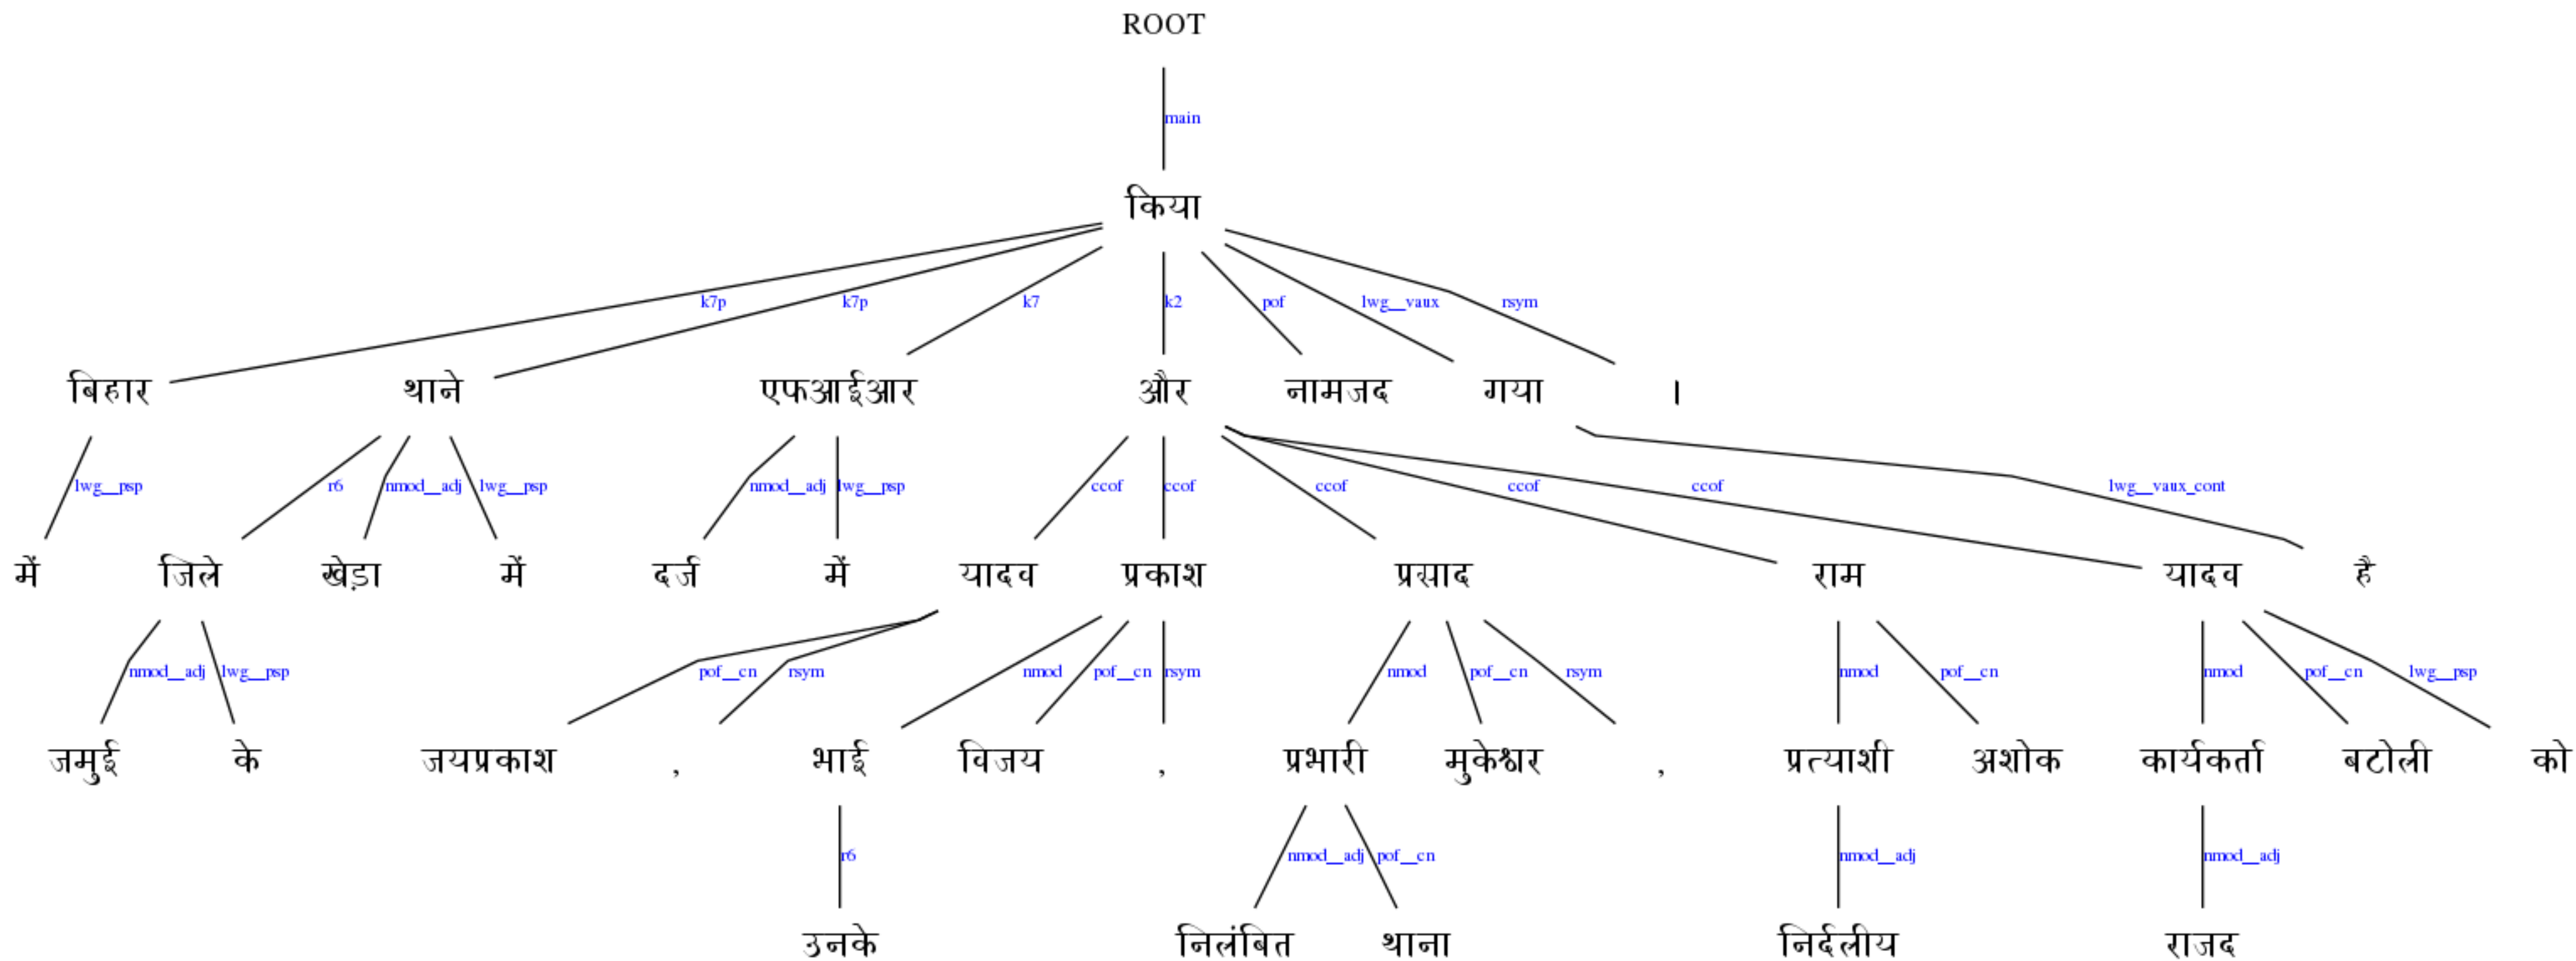 ROOT
main
किया
k7p k7p k7 k2 pof lwg__vaux rsym
बिहार थाने एफआईआर और नामजद गया ।
lwg__psp r6 nmod__adj lwg__psp nmod__adj lwg__psp ccof ccof ccof ccof ccof lwg__vaux_cont
में जिले खेड़ा में दर्ज में यादव प्रकाश प्रसाद राम यादव है
nmod__adj lwg__psp pof__cn rsym nmod pof__cn rsym nmod pof__cn rsym nmod pof__cn nmod pof__cn lwg__psp
जमुई के जयप्रकाश , भाई विजय , प्रभारी मुकेश्वर , प्रत्याशी अशोक कार्यकर्ता बटोली को
r6 nmod__adj pof__cn nmod__adj nmod__adj
उनके निलंबित थाना निर्दलीय राजद